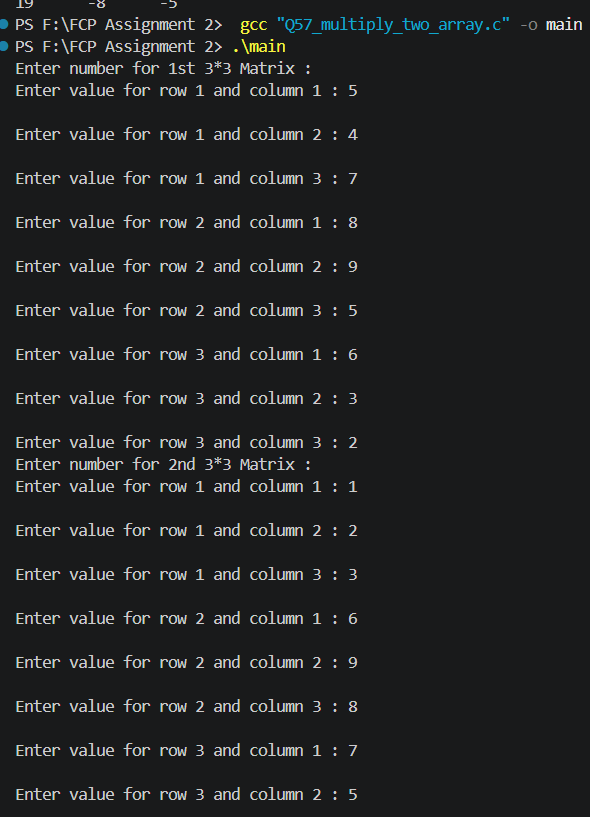 19 -8 -5
PS F:\FCP Assignment 2> gcc "Q57_multiply_two_array.c" -o main
PS F:\FCP Assignment 2> .\main
Enter number for 1st 3*3 Matrix :
Enter value for row 1 and column 1 : 5
Enter value for row 1 and column 2 : 4
Enter value for row 1 and column 3 : 7
Enter value for row 2 and column 1 : 8
Enter value for row 2 and column 2 : 9
Enter value for row 2 and column 3 : 5
Enter value for row 3 and column 1 : 6
Enter value for row 3 and column 2 : 3
Enter value for row 3 and column 3 : 2
Enter number for 2nd 3*3 Matrix :
Enter value for row 1 and column 1 : 1
Enter value for row 1 and column 2 : 2
Enter value for row 1 and column 3 : 3
Enter value for row 2 and column 1 : 6
Enter value for row 2 and column 2 : 9
Enter value for row 2 and column 3 : 8
Enter value for row 3 and column 1 : 7
Enter value for row 3 and column 2 : 5